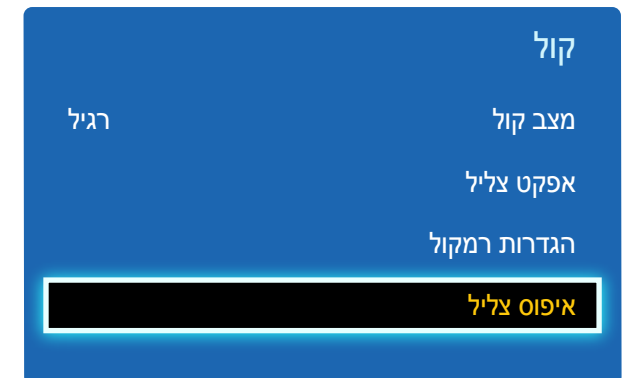 קול
מצב קול רגיל
אפקט צליל
הגדרות רמקול
איפוס צליל